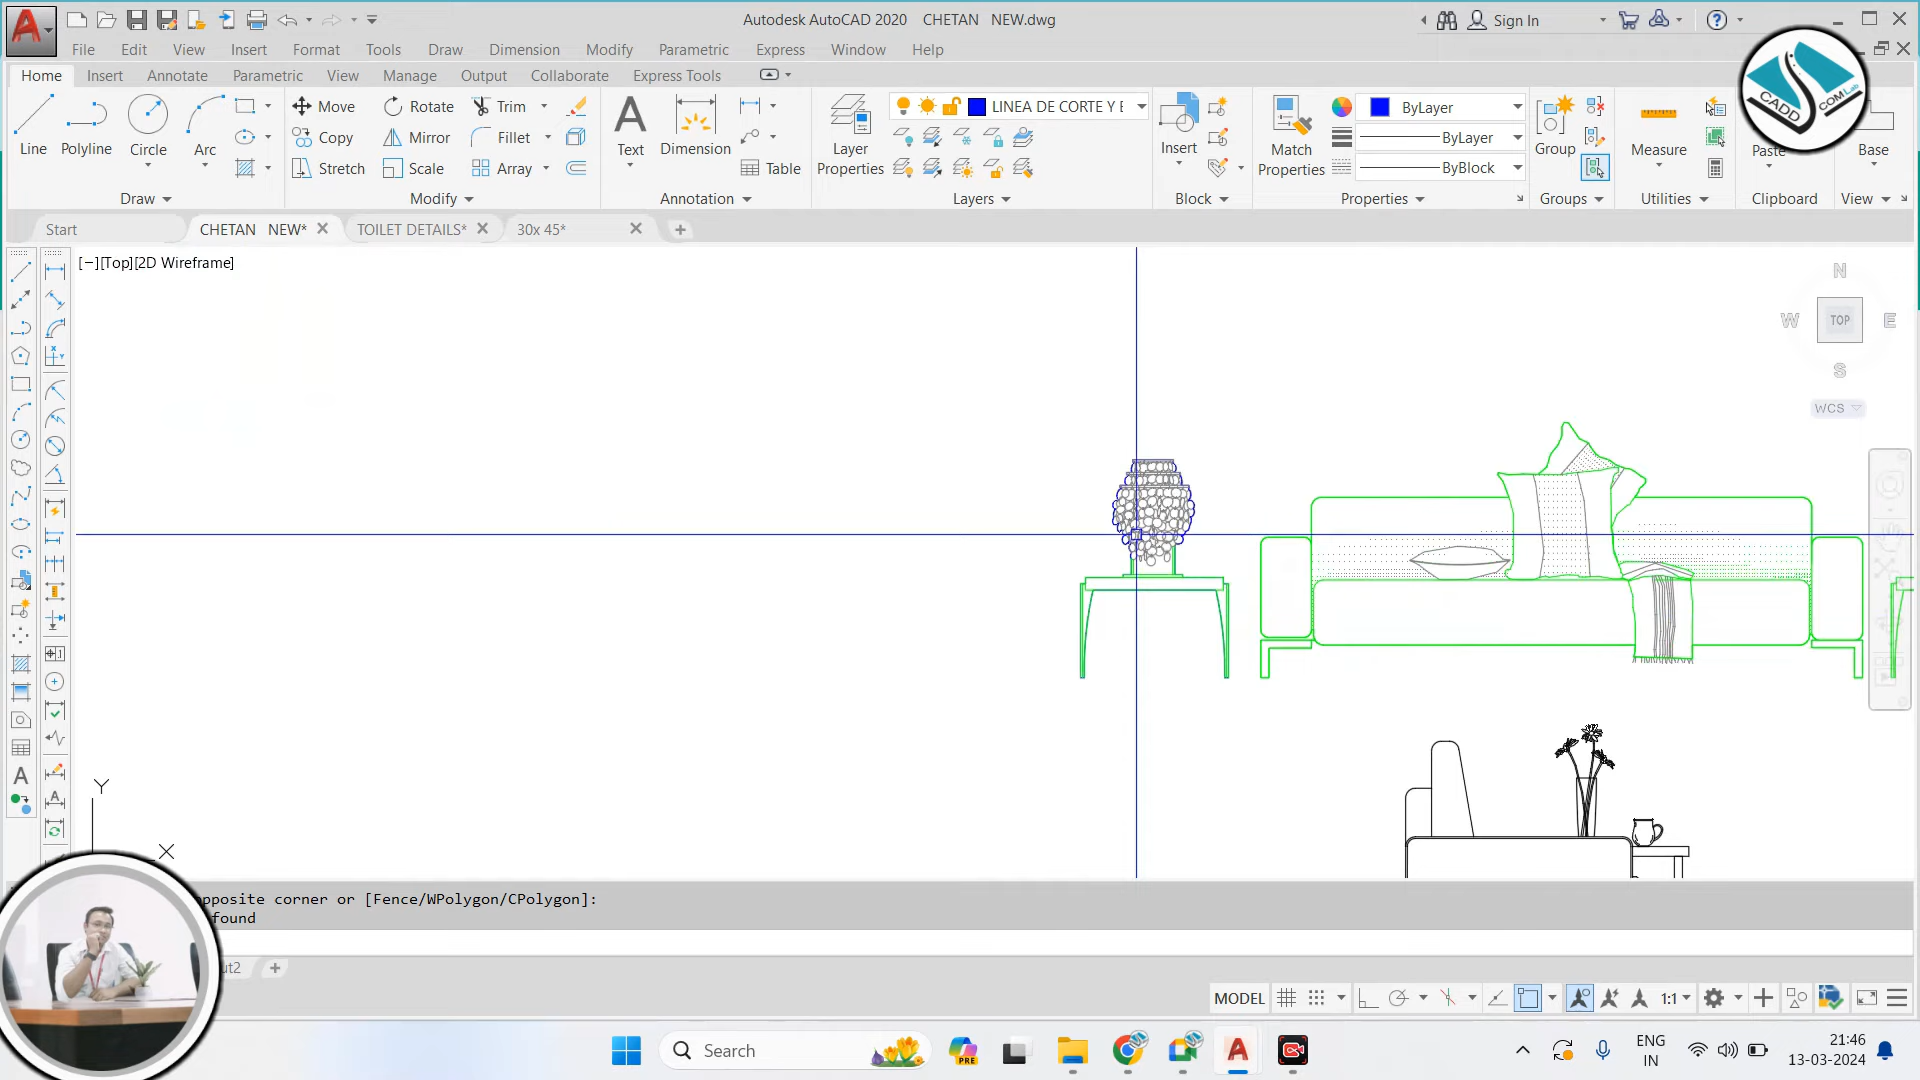 Autodesk AutoCAD 2020 CHETAN NEW.dwg
Sign In
File Edit View Insert Format Tools Draw Dimension Modify Parametric Express Window Help
Home Insert Annotate Parametric View Manage Output Collaborate Express Tools
Move Rotate Trim
LINEA DE CORTE Y E
ByLayer
Copy Mirror Fillet
ByLayer
Line Polyline Circle Arc
Text Dimension
Layer Properties
Insert
Match Properties
Group
Measure
Paste
Base
Stretch Scale Array
Table
ByBlock
Draw Modify Annotation Layers Block Properties Groups Utilities Clipboard View
CADD
COM Lab
Start CHETAN NEW* TOILET DETAILS* 30x 45*
[−][Top][2D Wireframe]
N
W TOP E
S
WCS
Y
X
opposite corner or [Fence/WPolygon/CPolygon]:
found
ut2
MODEL 1:1
Search
PRE
ENG
IN
21:46
13-03-2024